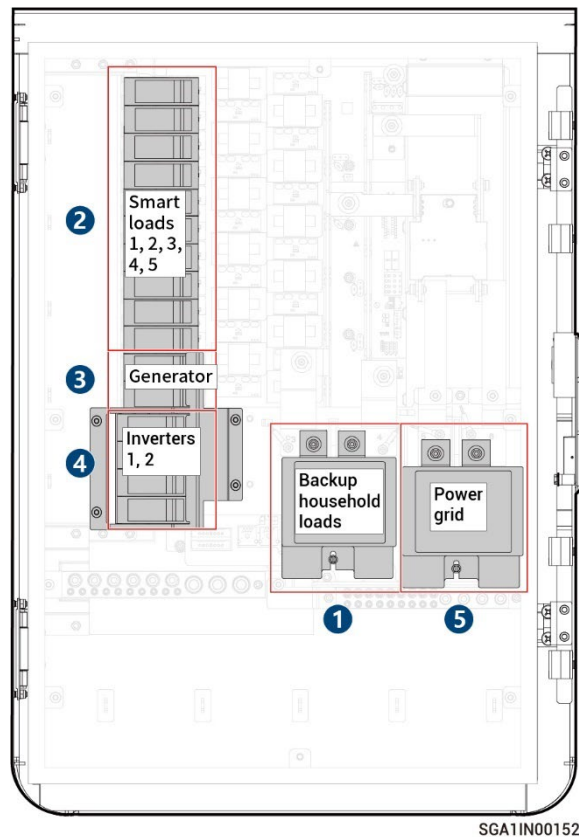 2
Smart
loads
1, 2, 3,
4, 5
3
Generator
4
Inverters
1, 2
Backup
household
loads
Power
grid
1
5
SGA1IN00152